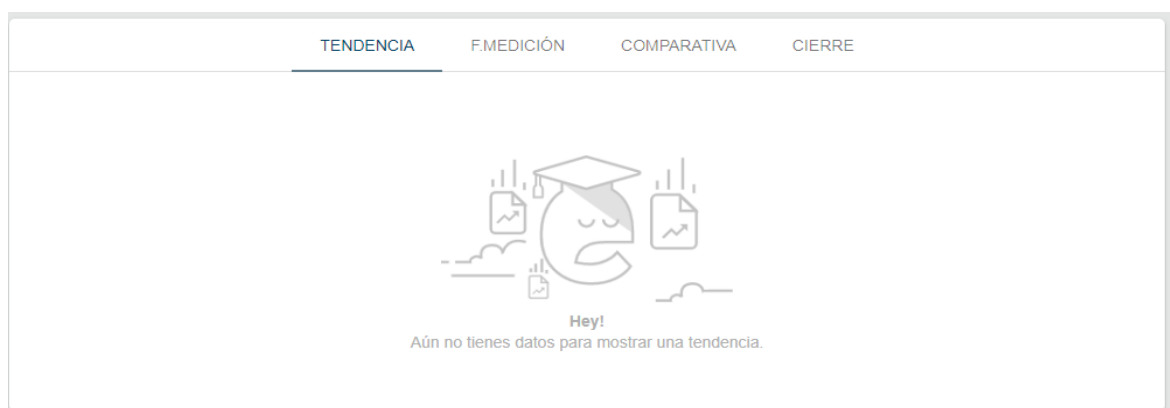 TENDENCIA F.MEDICIÓN COMPARATIVA CIERRE
Hey!
Aún no tienes datos para mostrar una tendencia.